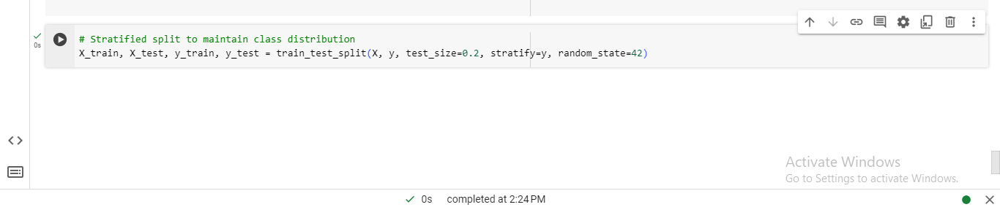 0s
# Stratified split to maintain class distribution
X_train, X_test, y_train, y_test = train_test_split(X, y, test_size=0.2, stratify=y, random_state=42)
Activate Windows
Go to Settings to activate Windows.
0s completed at 2:24 PM